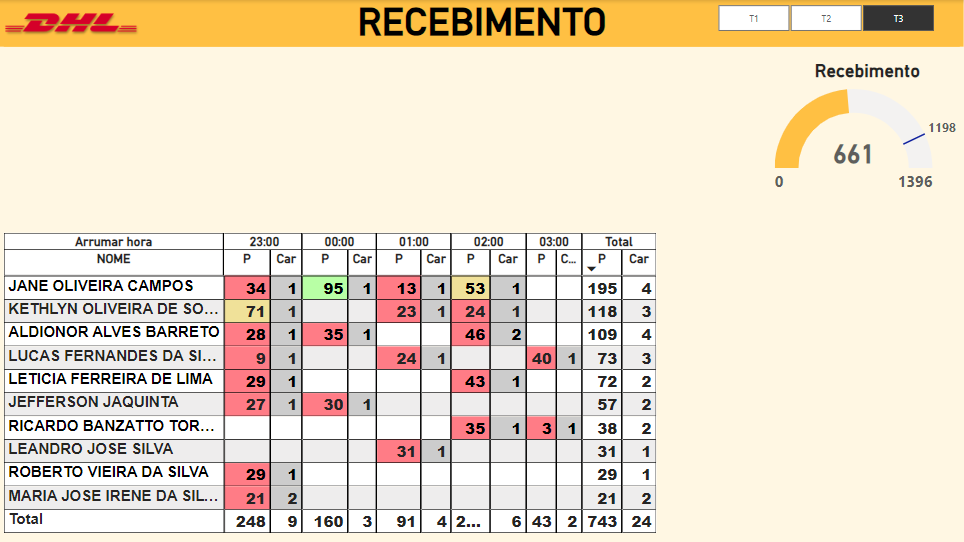 DHL
RECEBIMENTO
T1 T2 T3
Recebimento
1198
661
0 1396
Arrumar hora 23:00 00:00 01:00 02:00 03:00 Total
NOME P Car P Car P Car P Car P C... P Car
JANE OLIVEIRA CAMPOS 34 1 95 1 13 1 53 1 195 4
KETHLYN OLIVEIRA DE SO... 71 1 23 1 24 1 118 3
ALDIONOR ALVES BARRETO 28 1 35 1 46 2 109 4
LUCAS FERNANDES DA SI... 9 1 24 1 40 1 73 3
LETICIA FERREIRA DE LIMA 29 1 43 1 72 2
JEFFERSON JAQUINTA 27 1 30 1 57 2
RICARDO BANZATTO TOR... 35 1 3 1 38 2
LEANDRO JOSE SILVA 31 1 31 1
ROBERTO VIEIRA DA SILVA 29 1 29 1
MARIA JOSE IRENE DA SIL... 21 2 21 2
Total 248 9 160 3 91 4 2... 6 43 2 743 24